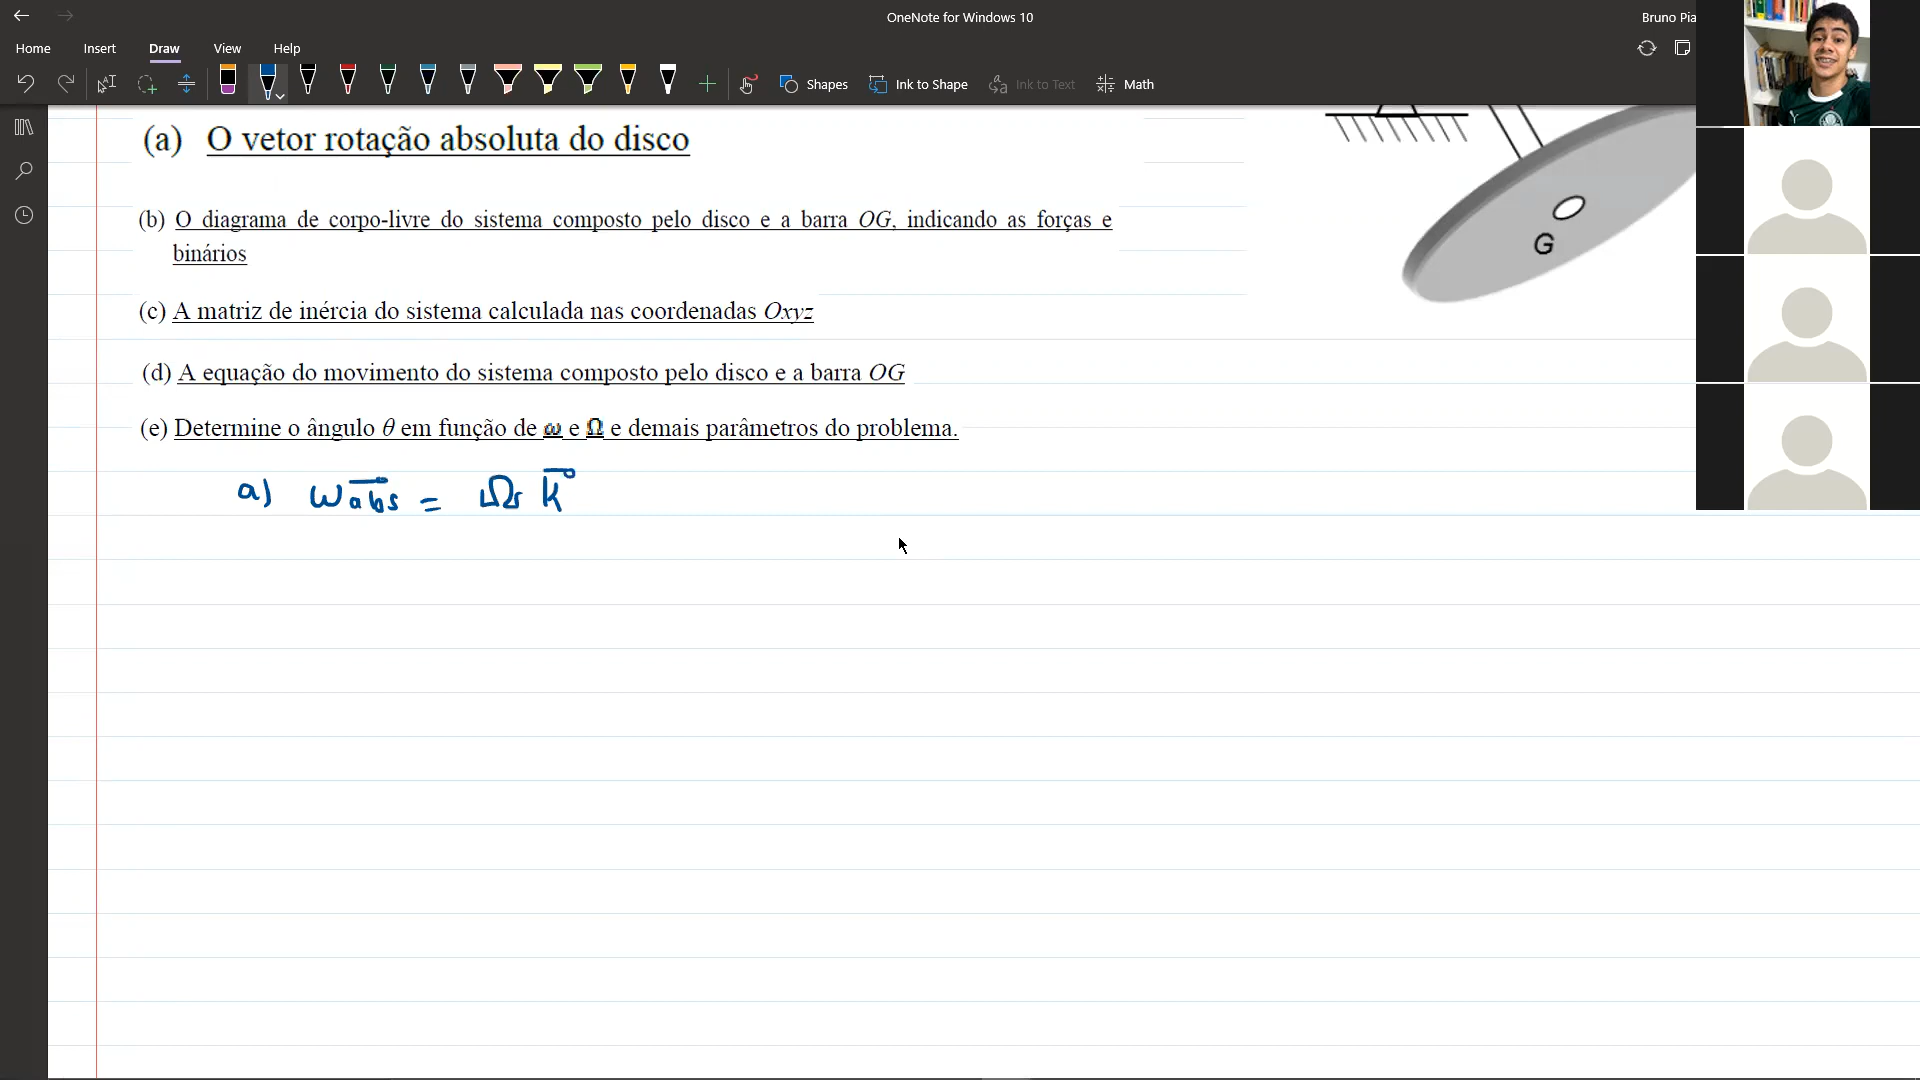 OneNote for Windows 10
Bruno Pia
Home Insert Draw View Help
Shapes Ink to Shape Ink to Text Math
(a) O vetor rotação absoluta do disco
(b) O diagrama de corpo-livre do sistema composto pelo disco e a barra OG, indicando as forças e
binários
(c) A matriz de inércia do sistema calculada nas coordenadas Oxyz
(d) A equação do movimento do sistema composto pelo disco e a barra OG
(e) Determine o ângulo θ em função de ω e Ω e demais parâmetros do problema.
G
a) ω abs = Ω k